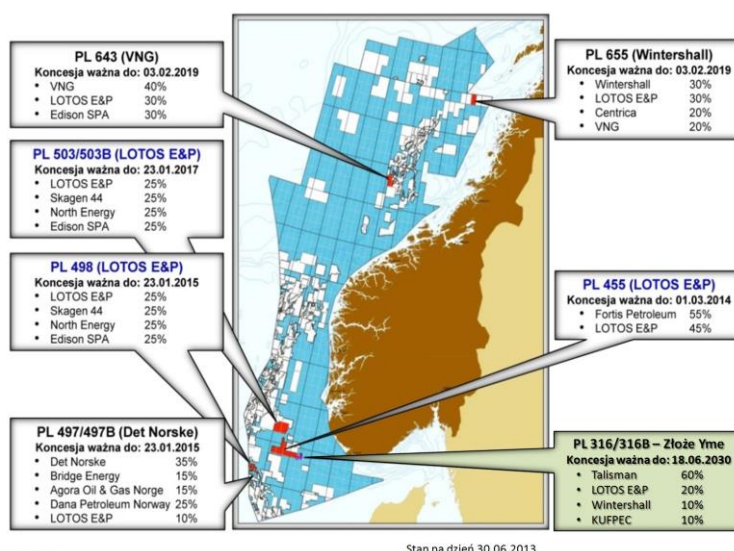 PL 643 (VNG)
Koncesja ważna do: 03.02.2019
• VNG 40%
• LOTOS E&P 30%
• Edison SPA 30%
PL 503/503B (LOTOS E&P)
Koncesja ważna do: 23.01.2017
• LOTOS E&P 25%
• Skagen 44 25%
• North Energy 25%
• Edison SPA 25%
PL 498 (LOTOS E&P)
Koncesja ważna do: 23.01.2015
• LOTOS E&P 25%
• Skagen 44 25%
• North Energy 25%
• Edison SPA 25%
PL 497/497B (Det Norske)
Koncesja ważna do: 23.01.2015
• Det Norske 35%
• Bridge Energy 15%
• Agora Oil & Gas Norge 15%
• Dana Petroleum Norway 25%
• LOTOS E&P 10%
PL 655 (Wintershall)
Koncesja ważna do: 03.02.2019
• Wintershall 30%
• LOTOS E&P 30%
• Centrica 20%
• VNG 20%
PL 455 (LOTOS E&P)
Koncesja ważna do: 01.03.2014
• Fortis Petroleum 55%
• LOTOS E&P 45%
PL 316/316B – Złoże Yme
Koncesja ważna do: 18.06.2030
• Talisman 60%
• LOTOS E&P 20%
• Wintershall 10%
• KUFPEC 10%
Stan na dzień 30.06.2013